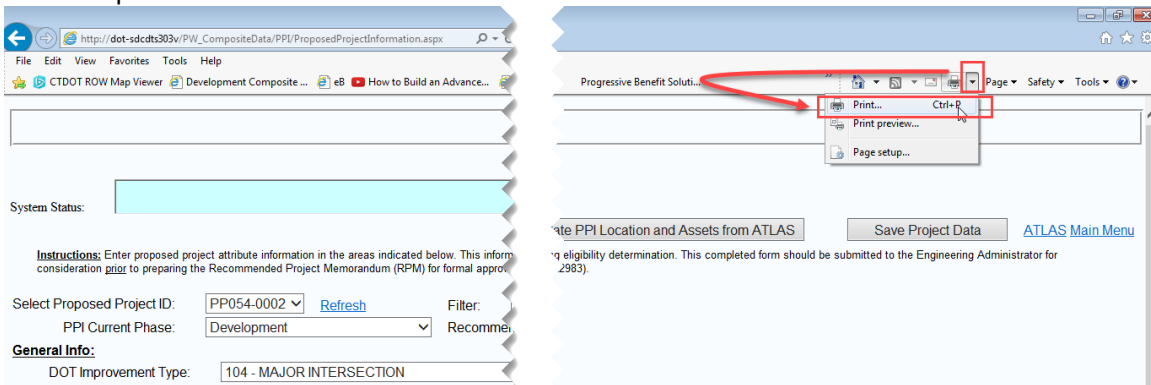 http://dot-sdcdts303v/PW_CompositeData/PPI/ProposedProjectInformation.aspx
File Edit View Favorites Tools Help
CTDOT ROW Map Viewer Development Composite ... eB How to Build an Advance... Progressive Benefit Soluti... » Page Safety Tools
Print... Ctrl+P
Print preview...
Page setup...
System Status:
ate PPI Location and Assets from ATLAS Save Project Data ATLAS Main Menu
Instructions: Enter proposed project attribute information in the areas indicated below. This inform g eligibility determination. This completed form should be submitted to the Engineering Administrator for
consideration prior to preparing the Recommended Project Memorandum (RPM) for formal approv 2983).
Select Proposed Project ID: PP054-0002 Refresh Filter:
PPI Current Phase: Development Recommen
General Info:
DOT Improvement Type: 104 - MAJOR INTERSECTION